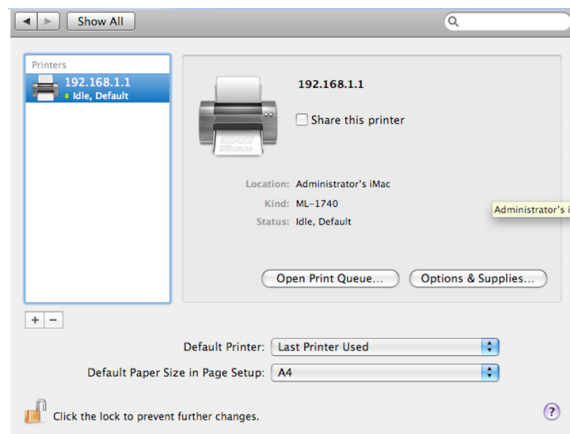 Show All
Printers
192.168.1.1
Idle, Default
192.168.1.1
Share this printer
Location: Administrator's iMac
Kind: ML-1740
Administrator's i
Status: Idle, Default
Open Print Queue...
Options & Supplies...
+ −
Default Printer: Last Printer Used
Default Paper Size in Page Setup: A4
Click the lock to prevent further changes.
?